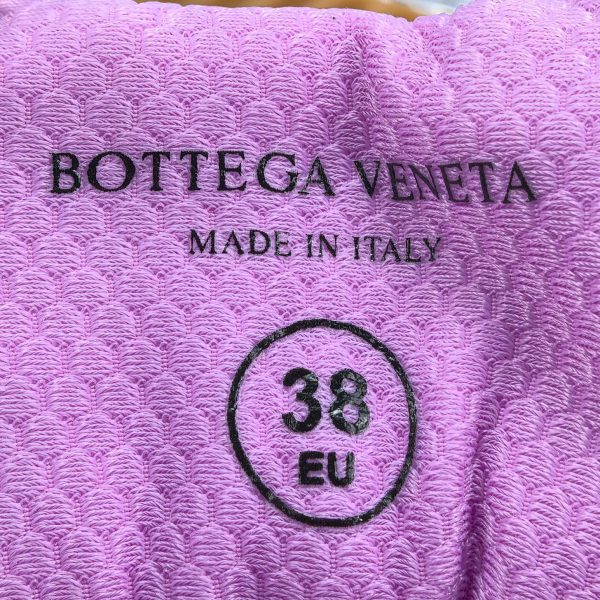 BOTTEGA VENETA
MADE IN ITALY
38
EU